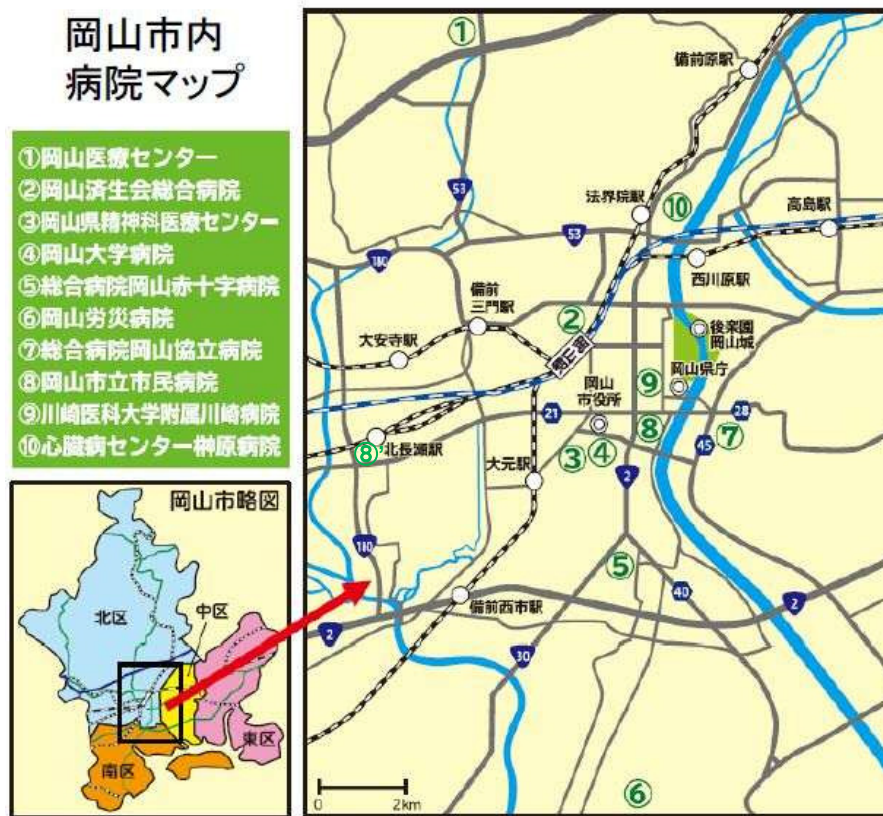 岡山市内
病院マップ
①岡山医療センター
②岡山済生会総合病院
③岡山県精神科医療センター
④岡山大学病院
⑤総合病院岡山赤十字病院
⑥岡山労災病院
⑦総合病院岡山協立病院
⑧岡山市立市民病院
⑨川崎医科大学附属川崎病院
⑩心臓病センター榊原病院
岡山市略図
北区
中区
東区
南区
①
備前原駅
53
法界院駅
⑩
高島駅
53
180
西川原駅
備前
三門駅
②
後楽園
岡山城
大安寺駅
岡山駅
岡山県庁
⑨
岡山
市役所
21
28
⑧
⑦
45
⑧'
北長瀬駅
③
④
大元駅
2
180
⑤
40
備前西市駅
2
2
30
0
2km
⑥